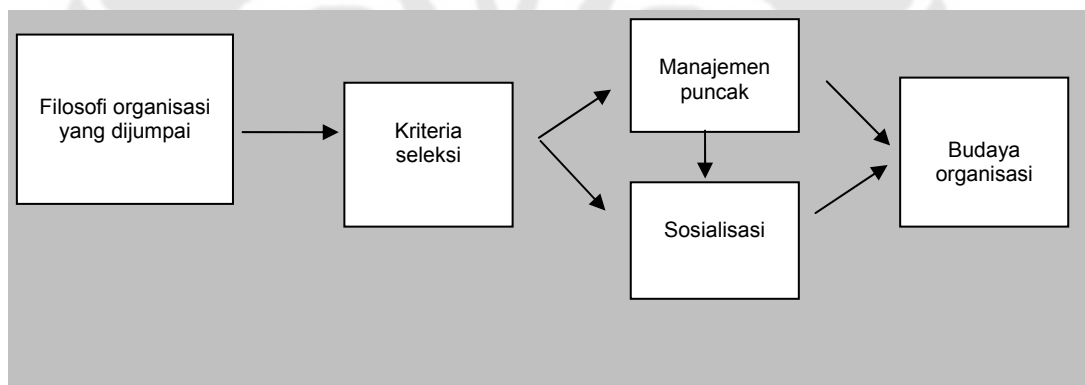 Filosofi organisasi
yang dijumpai
Kriteria
seleksi
Manajemen
puncak
Sosialisasi
Budaya
organisasi